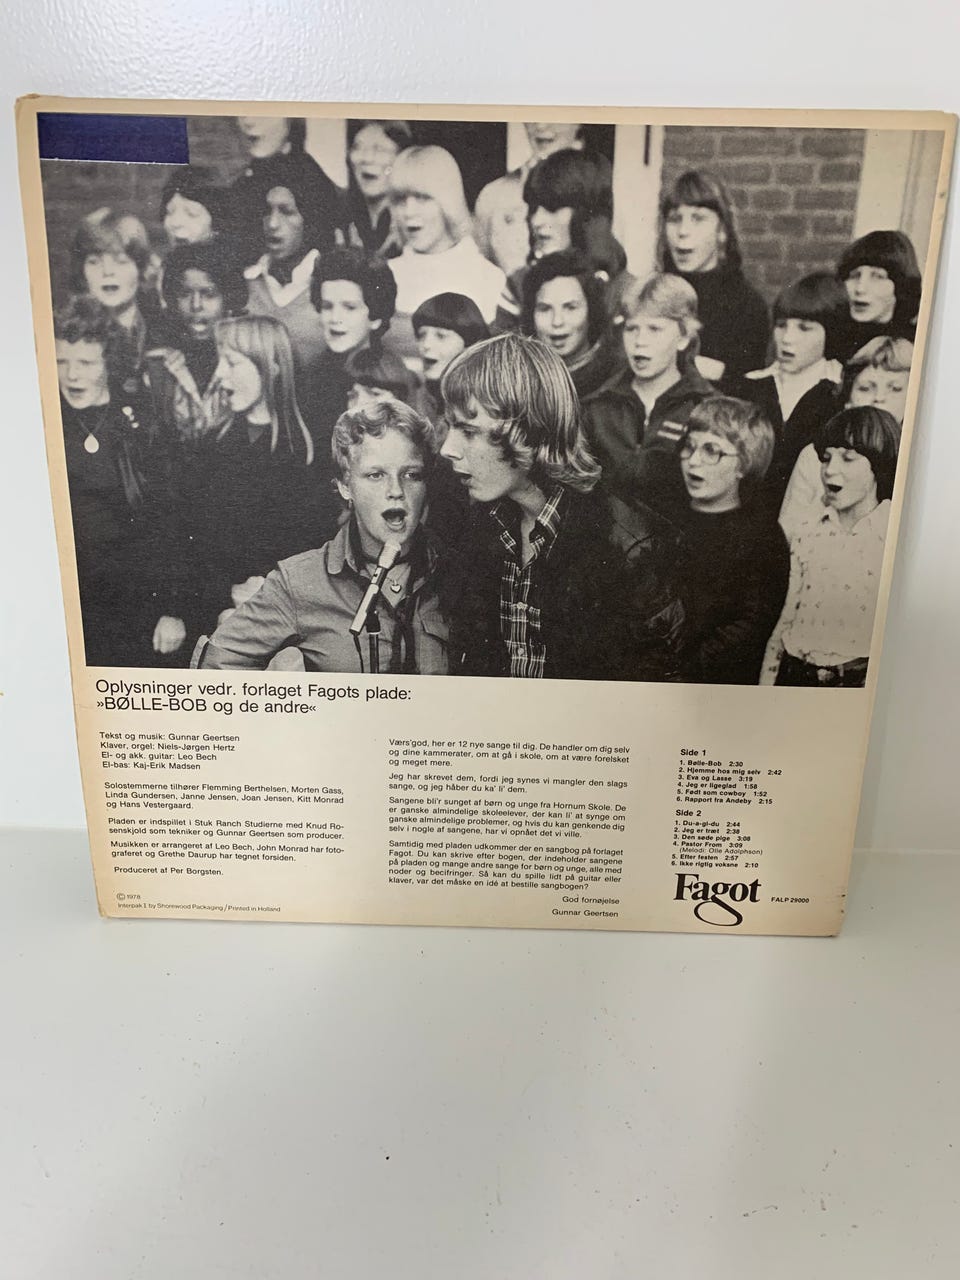 Oplysninger vedr. forlaget Fagots plade:
»BØLLE-BOB og de andre«
Tekst og musik: Gunnar Geertsen
Klaver, orgel: Niels-Jørgen Hertz
El- og akk. guitar: Leo Bech
El-bas: Kaj-Erik Madsen
Solostemmerne tilhører Flemming Berthelsen, Morten Gass,
Linda Gundersen, Janne Jensen, Joan Jensen, Kitt Monrad
og Hans Vestergaard.
Pladen er indspillet i Stuk Ranch Studierne med Knud Ro-
senskjold som tekniker og Gunnar Geertsen som producer.
Musikken er arrangeret af Leo Bech, John Monrad har foto-
graferet og Grethe Daurup har tegnet forsiden.
Produceret af Per Borgsten.
© 1978
Interpak 1 by Shorewood Packaging / Printed in Holland
Værs'god, her er 12 nye sange til dig. De handler om dig selv
og dine kammerater, om at gå i skole, om at være forelsket
og meget mere.
Jeg har skrevet dem, fordi jeg synes vi mangler den slags
sange, og jeg håber du ka' li' dem.
Sangene bli'r sunget af børn og unge fra Hornum Skole. De
er ganske almindelige skoleelever, der kan li' at synge om
ganske almindelige problemer, og hvis du kan genkende dig
selv i nogle af sangene, har vi opnået det vi ville.
Samtidig med pladen udkommer der en sangbog på forlaget
Fagot. Du kan skrive efter bogen, der indeholder sangene
på pladen og mange andre sange for børn og unge, alle med
noder og becifringer. Så kan du spille lidt på guitar eller
klaver, var det måske en idé at bestille sangbogen?
God fornøjelse
Gunnar Geertsen
Side 1
1. Bølle-Bob 2:30
2. Hjemme hos mig selv 2:42
3. Eva og Lasse 3:19
4. Jeg er ligeglad 1:58
5. Født som cowboy 1:52
6. Rapport fra Andeby 2:15
Side 2
1. Du-a-gl-du 2:44
2. Jeg er træt 2:38
3. Den søde pige 3:08
4. Pastor From 3:09
(Melodi: Olle Adolphson)
5. Efter festen 2:57
6. Ikke rigtig voksne 2:10
Fagot
FALP 29000